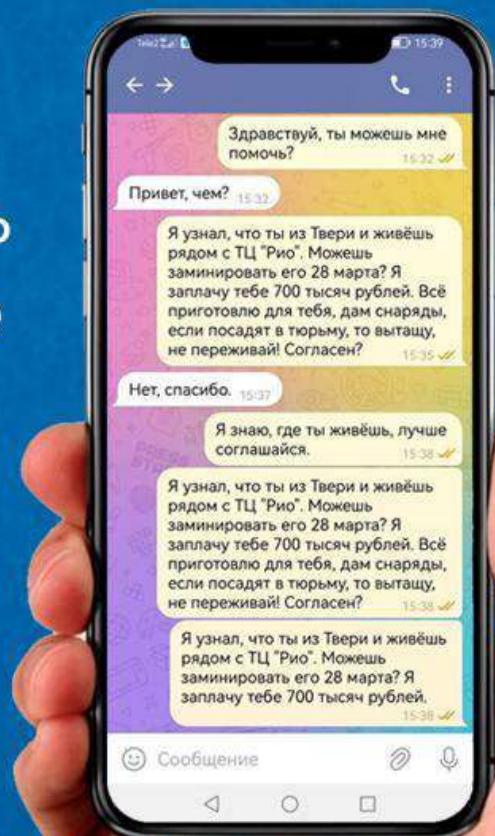 Tele2
15:39
Здравствуй, ты можешь мне
помочь?
15:32
Привет, чем? 15:32
Я узнал, что ты из Твери и живёшь
рядом с ТЦ "Рио". Можешь
заминировать его 28 марта? Я
заплачу тебе 700 тысяч рублей. Всё
приготовлю для тебя, дам снаряды,
если посадят в тюрьму, то вытащу,
не переживай! Согласен?
15:35
Нет, спасибо. 15:37
Я знаю, где ты живёшь, лучше
соглашайся.
15:38
Я узнал, что ты из Твери и живёшь
рядом с ТЦ "Рио". Можешь
заминировать его 28 марта? Я
заплачу тебе 700 тысяч рублей. Всё
приготовлю для тебя, дам снаряды,
если посадят в тюрьму, то вытащу,
не переживай! Согласен?
15:38
Я узнал, что ты из Твери и живёшь
рядом с ТЦ "Рио". Можешь
заминировать его 28 марта? Я
заплачу тебе 700 тысяч рублей.
15:38
Сообщение